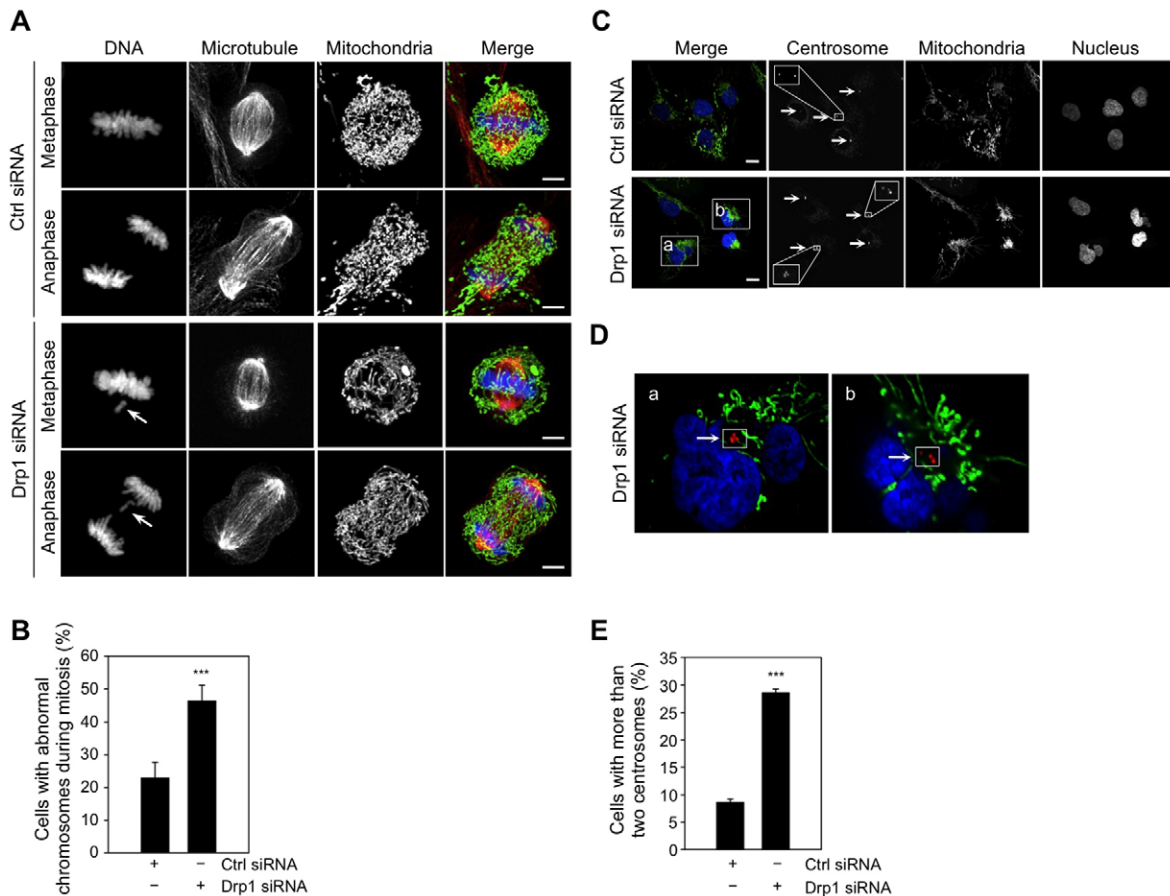 A
DNA Microtubule Mitochondria Merge
Ctrl siRNA
Metaphase
Anaphase
Drp1 siRNA
Metaphase
Anaphase
B
Cells with abnormal
chromosomes during mitosis (%)
60
50
40
30
20
10
0
***
+ – Ctrl siRNA
– + Drp1 siRNA
C
Merge Centrosome Mitochondria Nucleus
Ctrl siRNA
Drp1 siRNA
a
b
D
Drp1 siRNA
a
b
E
Cells with more than
two centrosomes (%)
35
30
25
20
15
10
5
0
***
+ – Ctrl siRNA
– + Drp1 siRNA